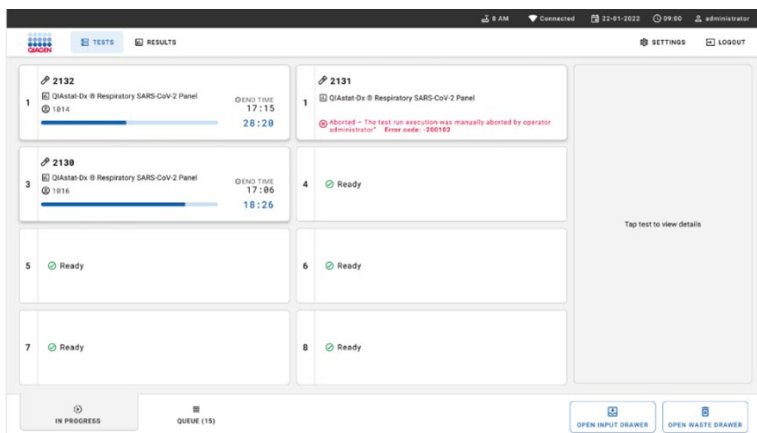 8 AM Connected 22-01-2022 09:00 administrator
QIAGEN TESTS RESULTS SETTINGS LOGOUT
1
2132
QIAstat-Dx ® Respiratory SARS-CoV-2 Panel
1014
END TIME
17:15
28:20
1
2131
QIAstat-Dx ® Respiratory SARS-CoV-2 Panel
Aborted – The test run execution was manually aborted by operator
administrator" Error code: -200102
3
2130
QIAstat-Dx ® Respiratory SARS-CoV-2 Panel
1016
END TIME
17:06
18:26
4 Ready
Tap test to view details
5 Ready
6 Ready
7 Ready
8 Ready
IN PROGRESS
QUEUE (15)
OPEN INPUT DRAWER
OPEN WASTE DRAWER